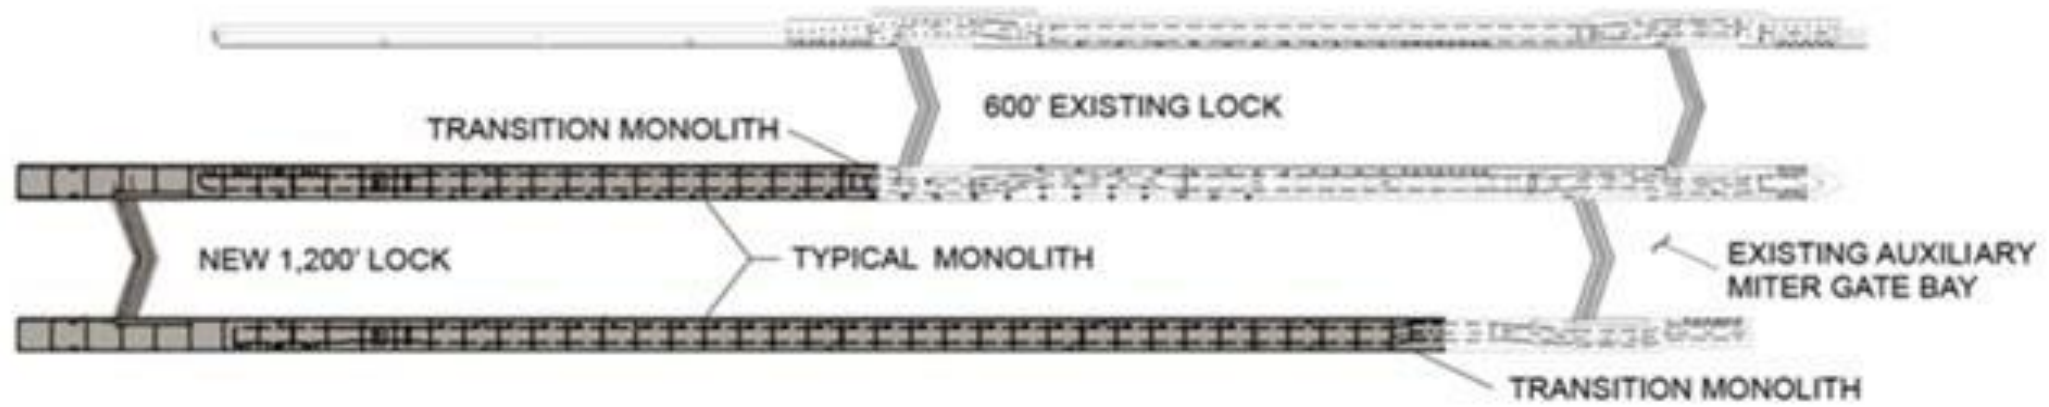 600' EXISTING LOCK
TRANSITION MONOLITH
NEW 1,200' LOCK
TYPICAL MONOLITH
EXISTING AUXILIARY
MITER GATE BAY
TRANSITION MONOLITH